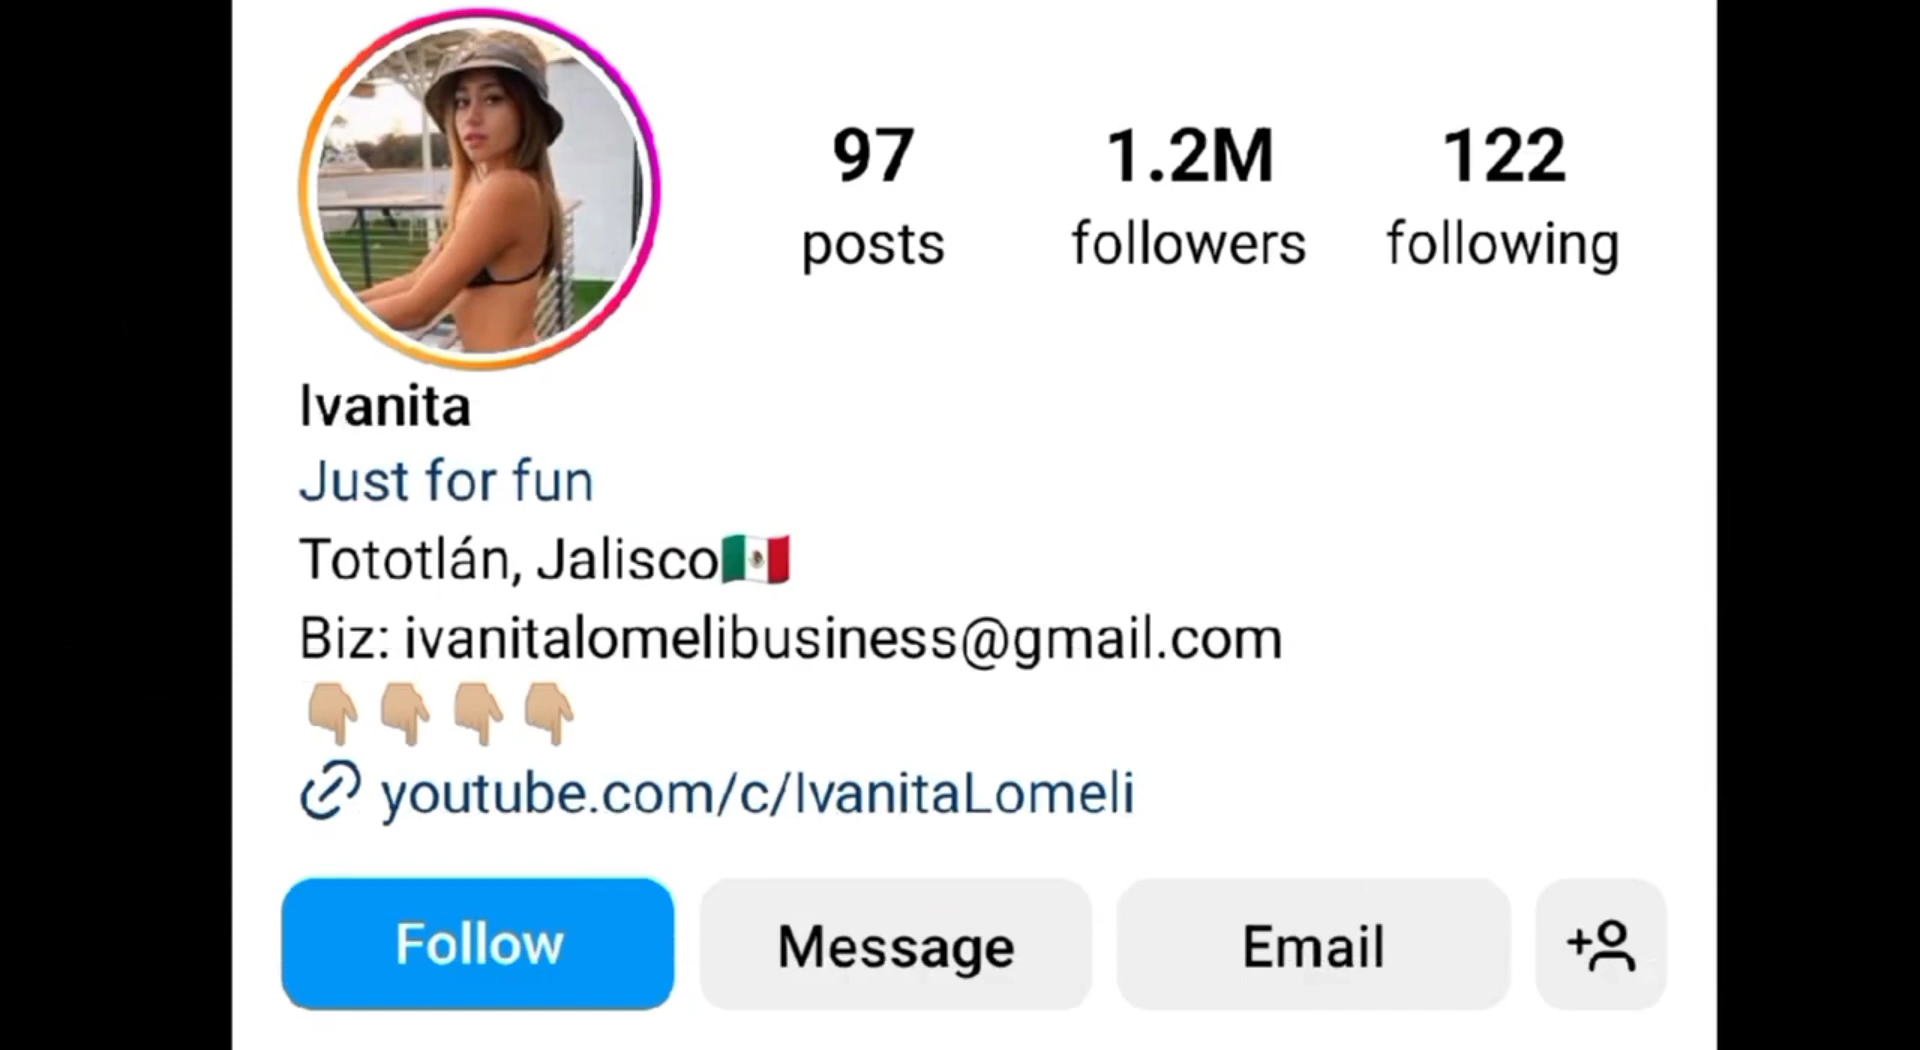 97 1.2M 122
posts followers following
Ivanita
Just for fun
Tototlán, Jalisco🇲🇽
Biz: ivanitalomelibusiness@gmail.com
👇🏼👇🏼👇🏼👇🏼
youtube.com/c/IvanitaLomeli
Follow Message Email